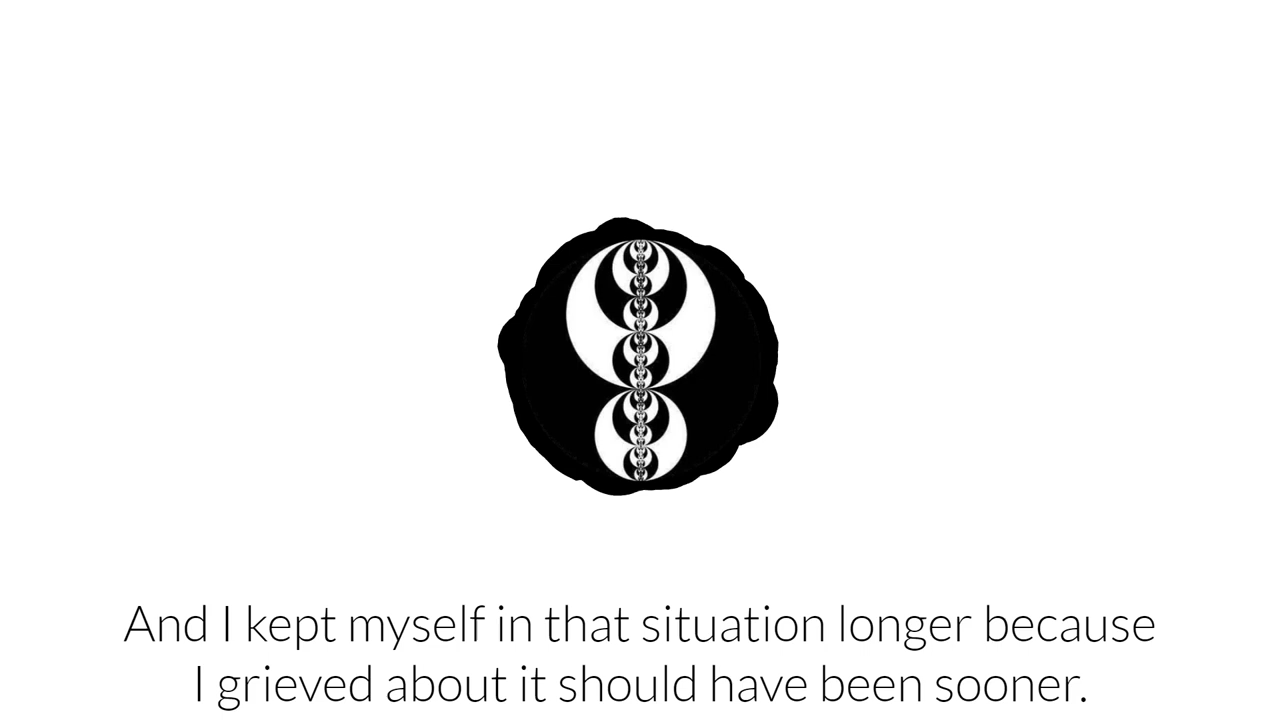 And I kept myself in that situation longer because
I grieved about it should have been sooner.